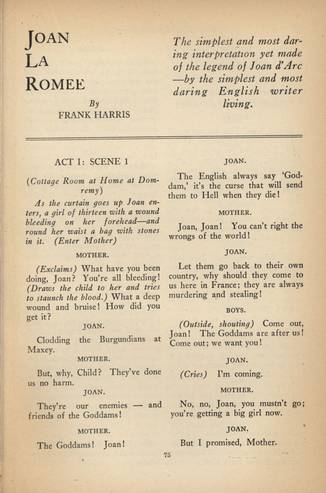 JOAN
LA
ROMEE
By
FRANK HARRIS
The simplest and most dar-
ing interpretation yet made
of the legend of Joan d'Arc
—by the simplest and most
daring English writer
living.
ACT I: SCENE 1
(Cottage Room at Home at Dom-
remy)
As the curtain goes up Joan en-
ters, a girl of thirteen with a wound
bleeding on her forehead—and
round her waist a bag with stones
in it. (Enter Mother)
MOTHER.
(Exclaims) What have you been
doing, Joan? You're all bleeding!
(Draws the child to her and tries
to staunch the blood.) What a deep
wound and bruise! How did you
get it?
JOAN.
Clodding the Burgundians at
Maxey.
MOTHER.
But, why, Child? They've done
us no harm.
JOAN.
They're our enemies — and
friends of the Goddams!
MOTHER.
The Goddams! Joan!
JOAN.
The English always say 'God-
dam,' it's the curse that will send
them to Hell when they die!
MOTHER.
Joan, Joan! You can't right the
wrongs of the world!
JOAN.
Let them go back to their own
country, why should they come to
us here in France; they are always
murdering and stealing!
BOYS.
(Outside, shouting) Come out,
Joan! The Goddams are after us!
Come out; we want you!
JOAN.
(Cries) I'm coming.
MOTHER.
No, no, Joan, you mustn't go;
you're getting a big girl now.
JOAN.
But I promised, Mother.
75